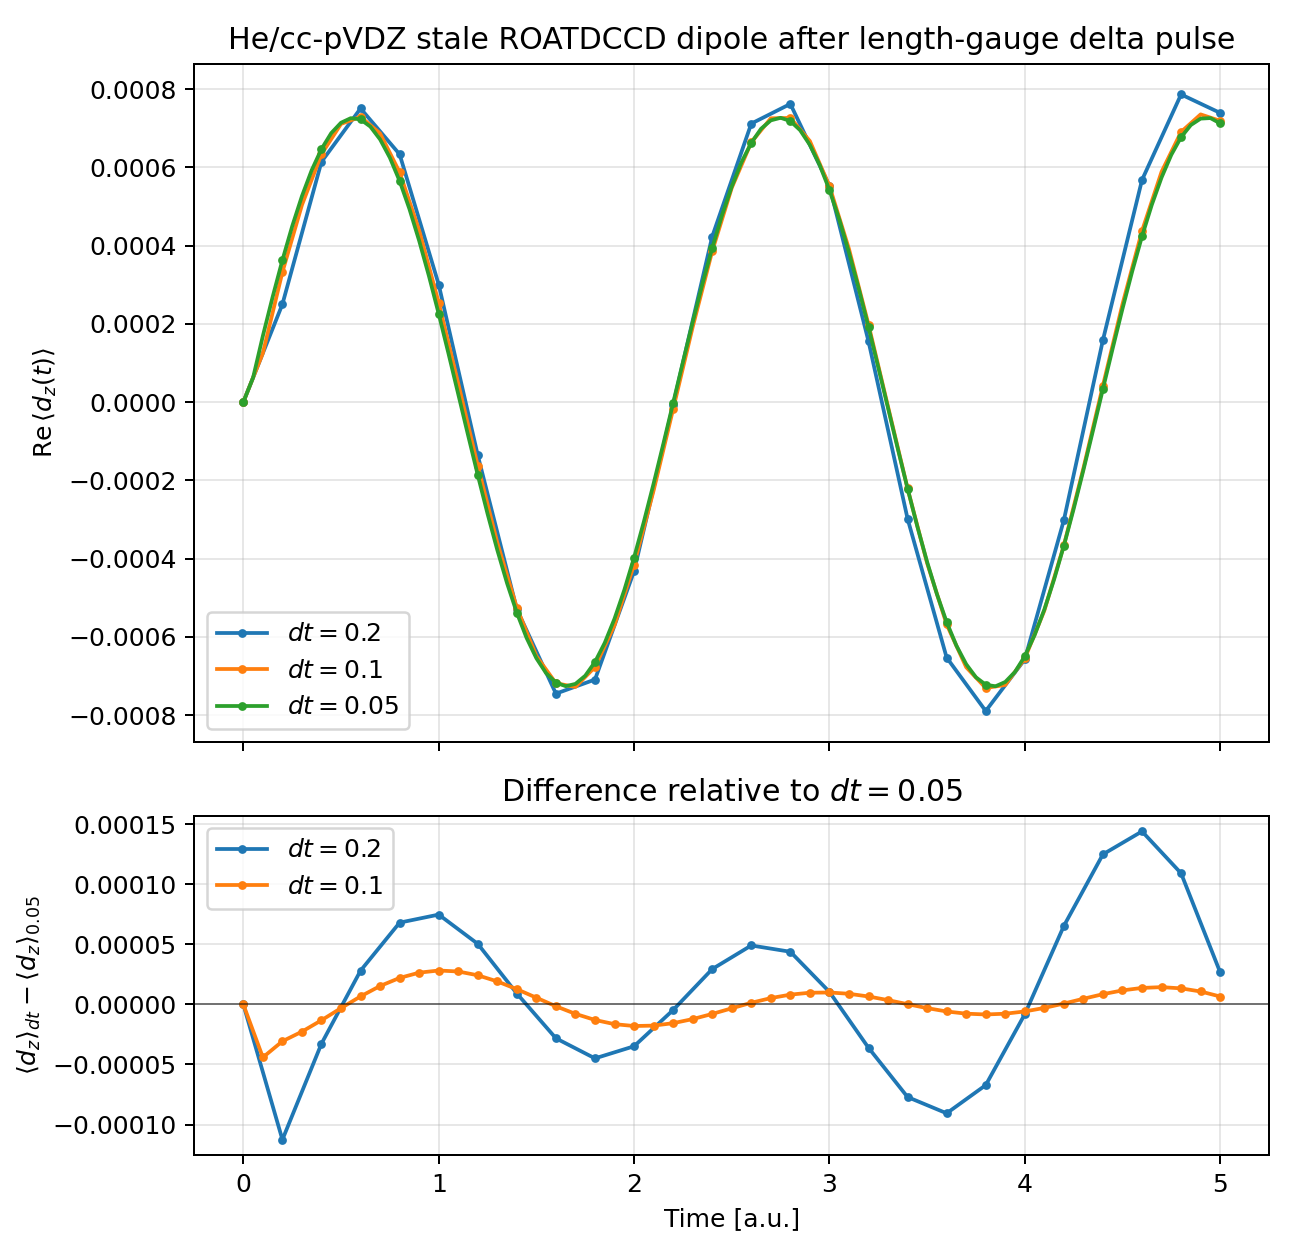 He/cc-pVDZ stale ROATDCCD dipole after length-gauge delta pulse
0.0008
0.0006
0.0004
0.0002
0.0000
−0.0002
−0.0004
−0.0006
−0.0008
Re ⟨d_z(t)⟩
dt = 0.2
dt = 0.1
dt = 0.05
Difference relative to dt = 0.05
0.00015
0.00010
0.00005
0.00000
−0.00005
−0.00010
⟨d_z⟩_dt − ⟨d_z⟩_0.05
dt = 0.2
dt = 0.1
0 1 2 3 4 5
Time [a.u.]